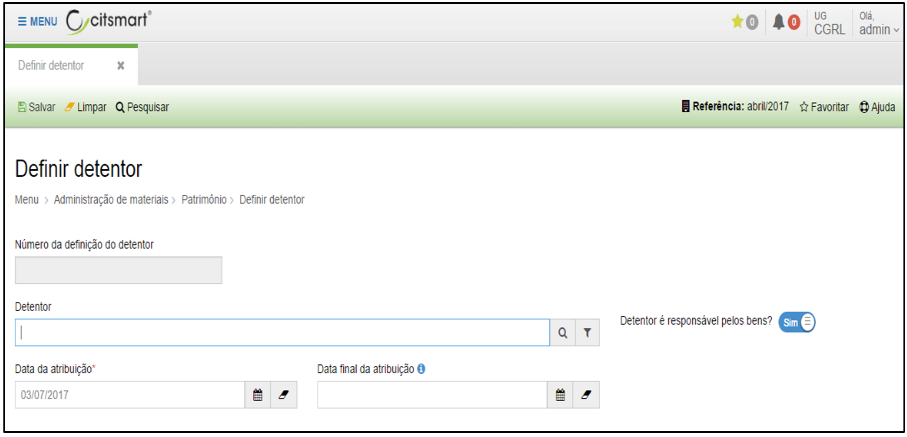 MENU citsmart® 0 0 UG CGRL Olá, admin
Definir detentor
Salvar Limpar Pesquisar Referência: abril/2017 Favoritar Ajuda
Definir detentor
Menu > Administração de materiais > Patrimônio > Definir detentor
Número da definição do detentor
Detentor
Detentor é responsável pelos bens? Sim
Data da atribuição* Data final da atribuição
03/07/2017